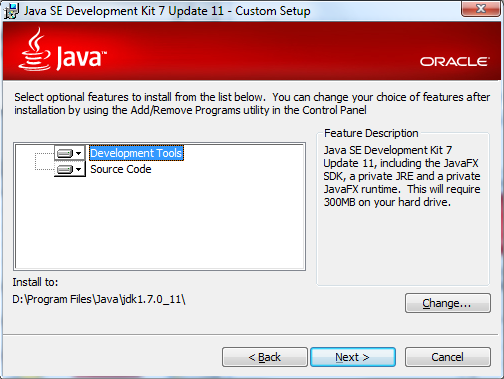 Java SE Development Kit 7 Update 11 - Custom Setup
Java™
ORACLE
Select optional features to install from the list below. You can change your choice of features after
installation by using the Add/Remove Programs utility in the Control Panel
Development Tools
Source Code
Feature Description
Java SE Development Kit 7
Update 11, including the JavaFX
SDK, a private JRE and a private
JavaFX runtime. This will require
300MB on your hard drive.
Install to:
D:\Program Files\Java\jdk1.7.0_11\
Change...
< Back
Next >
Cancel